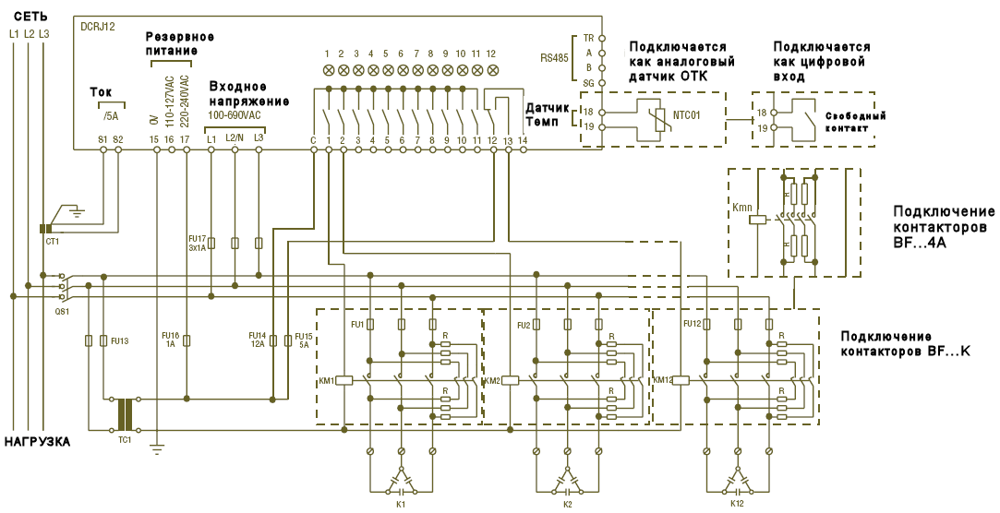 СЕТЬ
L1 L2 L3
DCRJ12
Резервное
питание
Ток
/5A
0V
110-127VAC
220-240VAC
Входное
напряжение
100-690VAC
S1 S2 15 16 17 L1 L2/N L3
1 2 3 4 5 6 7 8 9 10 11 12
C 1 2 3 4 5 6 7 8 9 10 11 12 13 14
RS485
TR
A
B
SG
Датчик
Темп
18
19
Подключается
как аналоговый
датчик ОТК
NTC01
Подключается
как цифровой
вход
18
19
Свободный
контакт
CT1
FU17
3x1A
Kmn
R
Подключение
контакторов
BF...4A
QS1
FU13
FU16
1A
FU14
12A
FU15
5A
FU1
R
KM1
R
FU2
R
KM2
R
FU12
R
KM12
R
Подключение
контакторов BF...K
TC1
НАГРУЗКА
K1
K2
K12